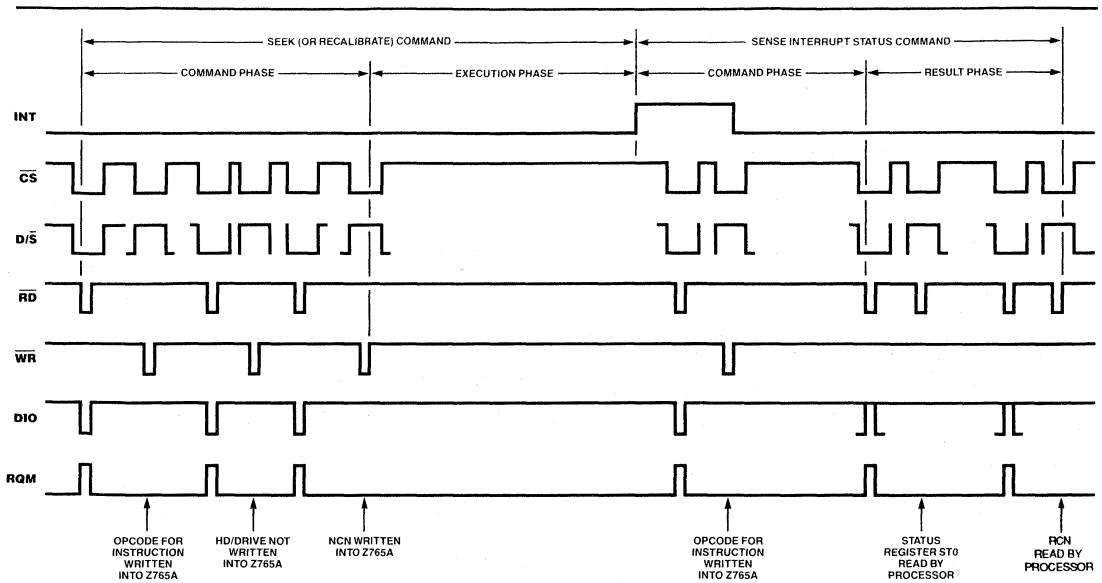 SEEK (OR RECALIBRATE) COMMAND
SENSE INTERRUPT STATUS COMMAND
COMMAND PHASE
EXECUTION PHASE
COMMAND PHASE
RESULT PHASE
INT
CS
D/S
RD
WR
DIO
RQM
OPCODE FOR
INSTRUCTION
WRITTEN
INTO Z765A
HD/DRIVE NOT
WRITTEN
INTO Z765A
NCN WRITTEN
INTO Z765A
OPCODE FOR
INSTRUCTION
WRITTEN
INTO Z765A
STATUS
REGISTER ST0
READ BY
PROCESSOR
RCN
READ BY
PROCESSOR